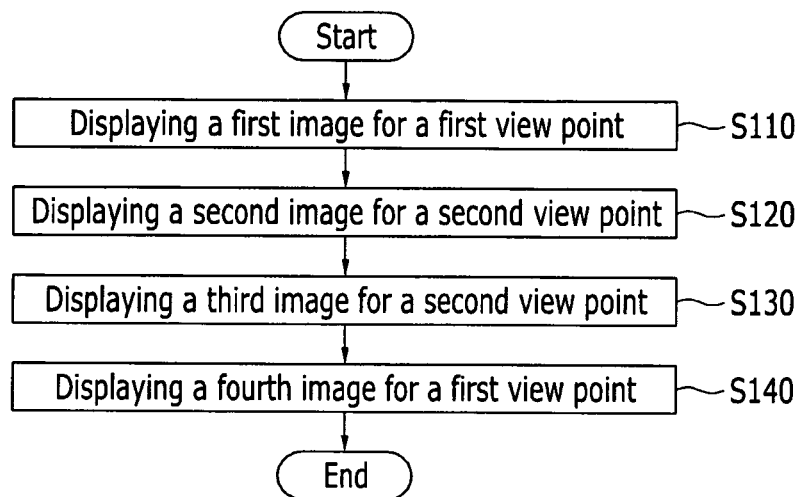 Start
Displaying a first image for a first view point
S110
Displaying a second image for a second view point
S120
Displaying a third image for a second view point
S130
Displaying a fourth image for a first view point
S140
End